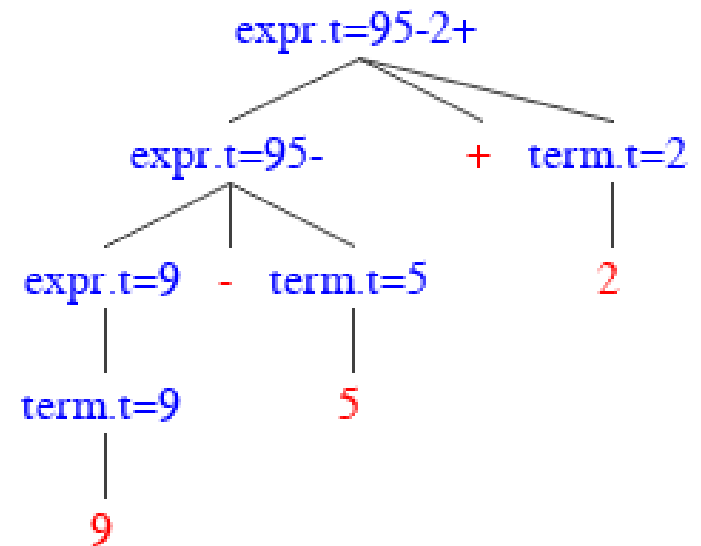 expr.t=95-2+
expr.t=95- + term.t=2
expr.t=9 - term.t=5 2
term.t=9 5
9